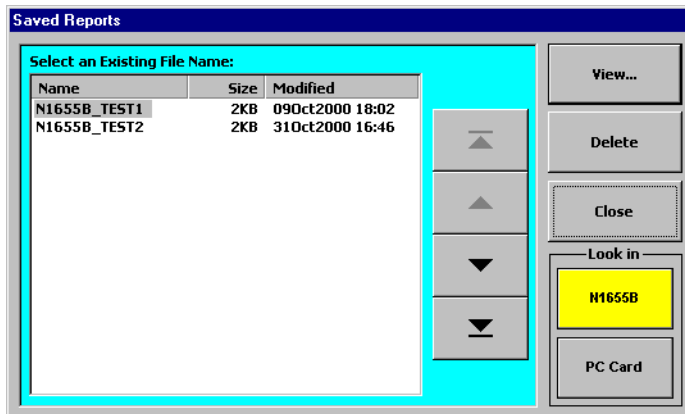 Saved Reports
Select an Existing File Name:
Name Size Modified
N1655B_TEST1 2KB 09Oct2000 18:02
N1655B_TEST2 2KB 31Oct2000 16:46
View...
Delete
Close
Look in
N1655B
PC Card